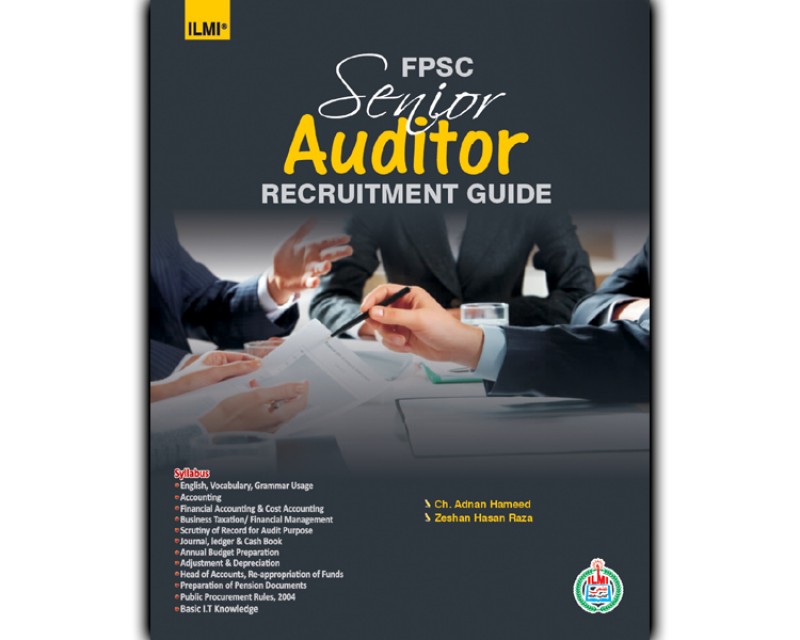 ILMI®
FPSC
Senior
Auditor
RECRUITMENT GUIDE
Syllabus
English, Vocabulary, Grammar Usage
Accounting
Financial Accounting & Cost Accounting
Business Taxation/ Financial Management
Scrutiny of Record for Audit Purpose
Journal, ledger & Cash Book
Annual Budget Preparation
Adjustment & Depreciation
Head of Accounts, Re-appropriation of Funds
Preparation of Pension Documents
Public Procurement Rules, 2004
Basic I.T Knowledge
Ch. Adnan Hameed
Zeshan Hasan Raza
ILMI